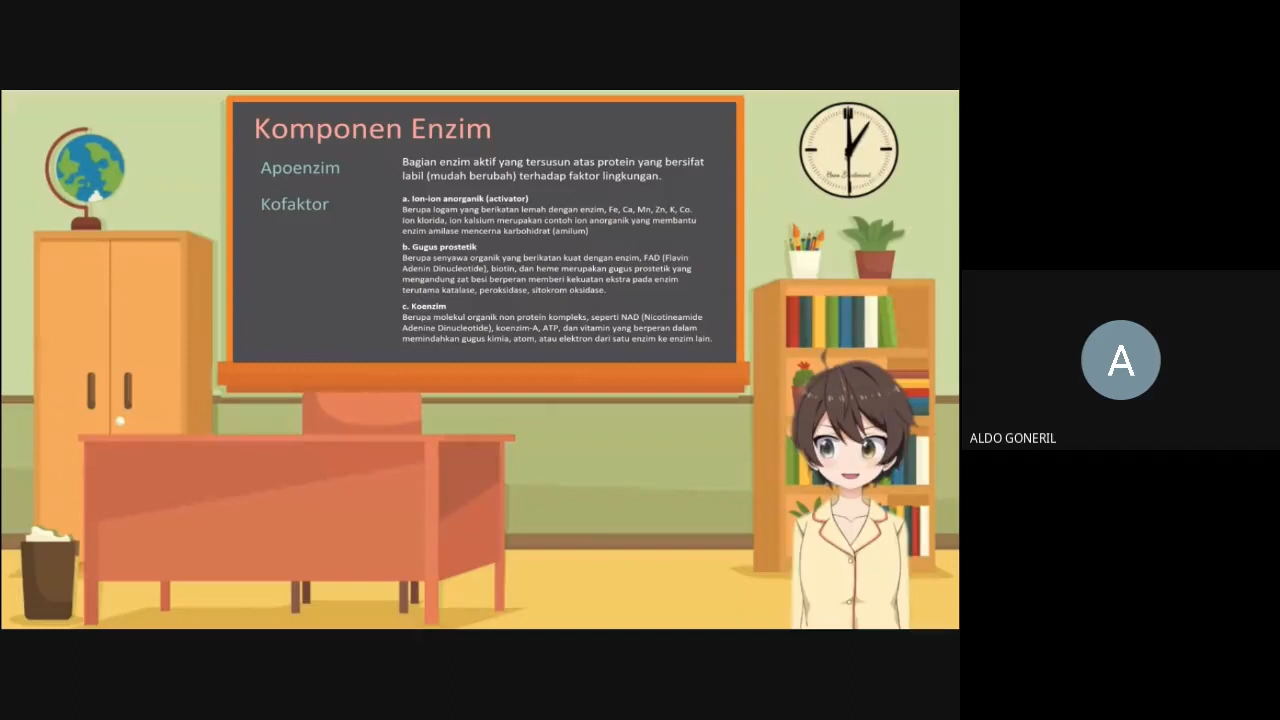 Komponen Enzim
Apoenzim
Bagian enzim aktif yang tersusun atas protein yang bersifat
labil (mudah berubah) terhadap faktor lingkungan.
Kofaktor
a. Ion-ion anorganik (activator)
Berupa logam yang berikatan lemah dengan enzim, Fe, Ca, Mn, Zn, K, Co.
Ion klorida, ion kalsium merupakan contoh ion anorganik yang membantu
enzim amilase mencerna karbohidrat (amilum)
b. Gugus prostetik
Berupa senyawa organik yang berikatan kuat dengan enzim, FAD (Flavin
Adenin Dinucleotide), biotin, dan heme merupakan gugus prostetik yang
mengandung zat besi berperan memberi kekuatan ekstra pada enzim
terutama katalase, peroksidase, sitokrom oksidase.
c. Koenzim
Berupa molekul organik non protein kompleks, seperti NAD (Nicotineamide
Adenine Dinucleotide), koenzim-A, ATP, dan vitamin yang berperan dalam
memindahkan gugus kimia, atom, atau elektron dari satu enzim ke enzim lain.
A
ALDO GONERIL